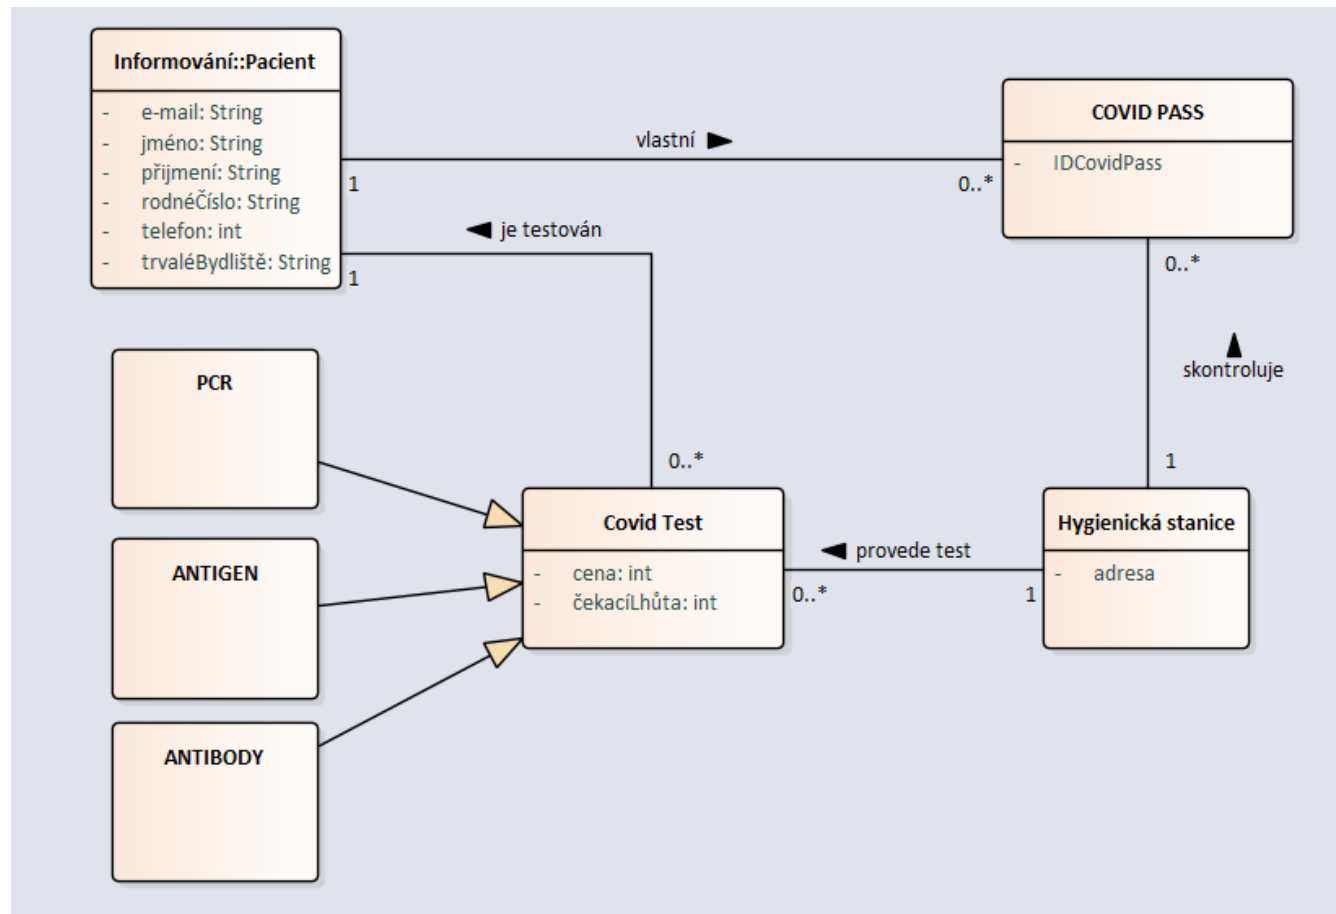 Informování::Pacient
- e-mail: String
- jméno: String
- přijmení: String
- rodnéČíslo: String
- telefon: int
- trvaléBydliště: String
vlastní
1
0..*
COVID PASS
- IDCovidPass
je testován
1
0..*
0..*
skontroluje
1
PCR
ANTIGEN
ANTIBODY
Covid Test
- cena: int
- čekacíLhůta: int
provede test
0..*
1
Hygienická stanice
- adresa